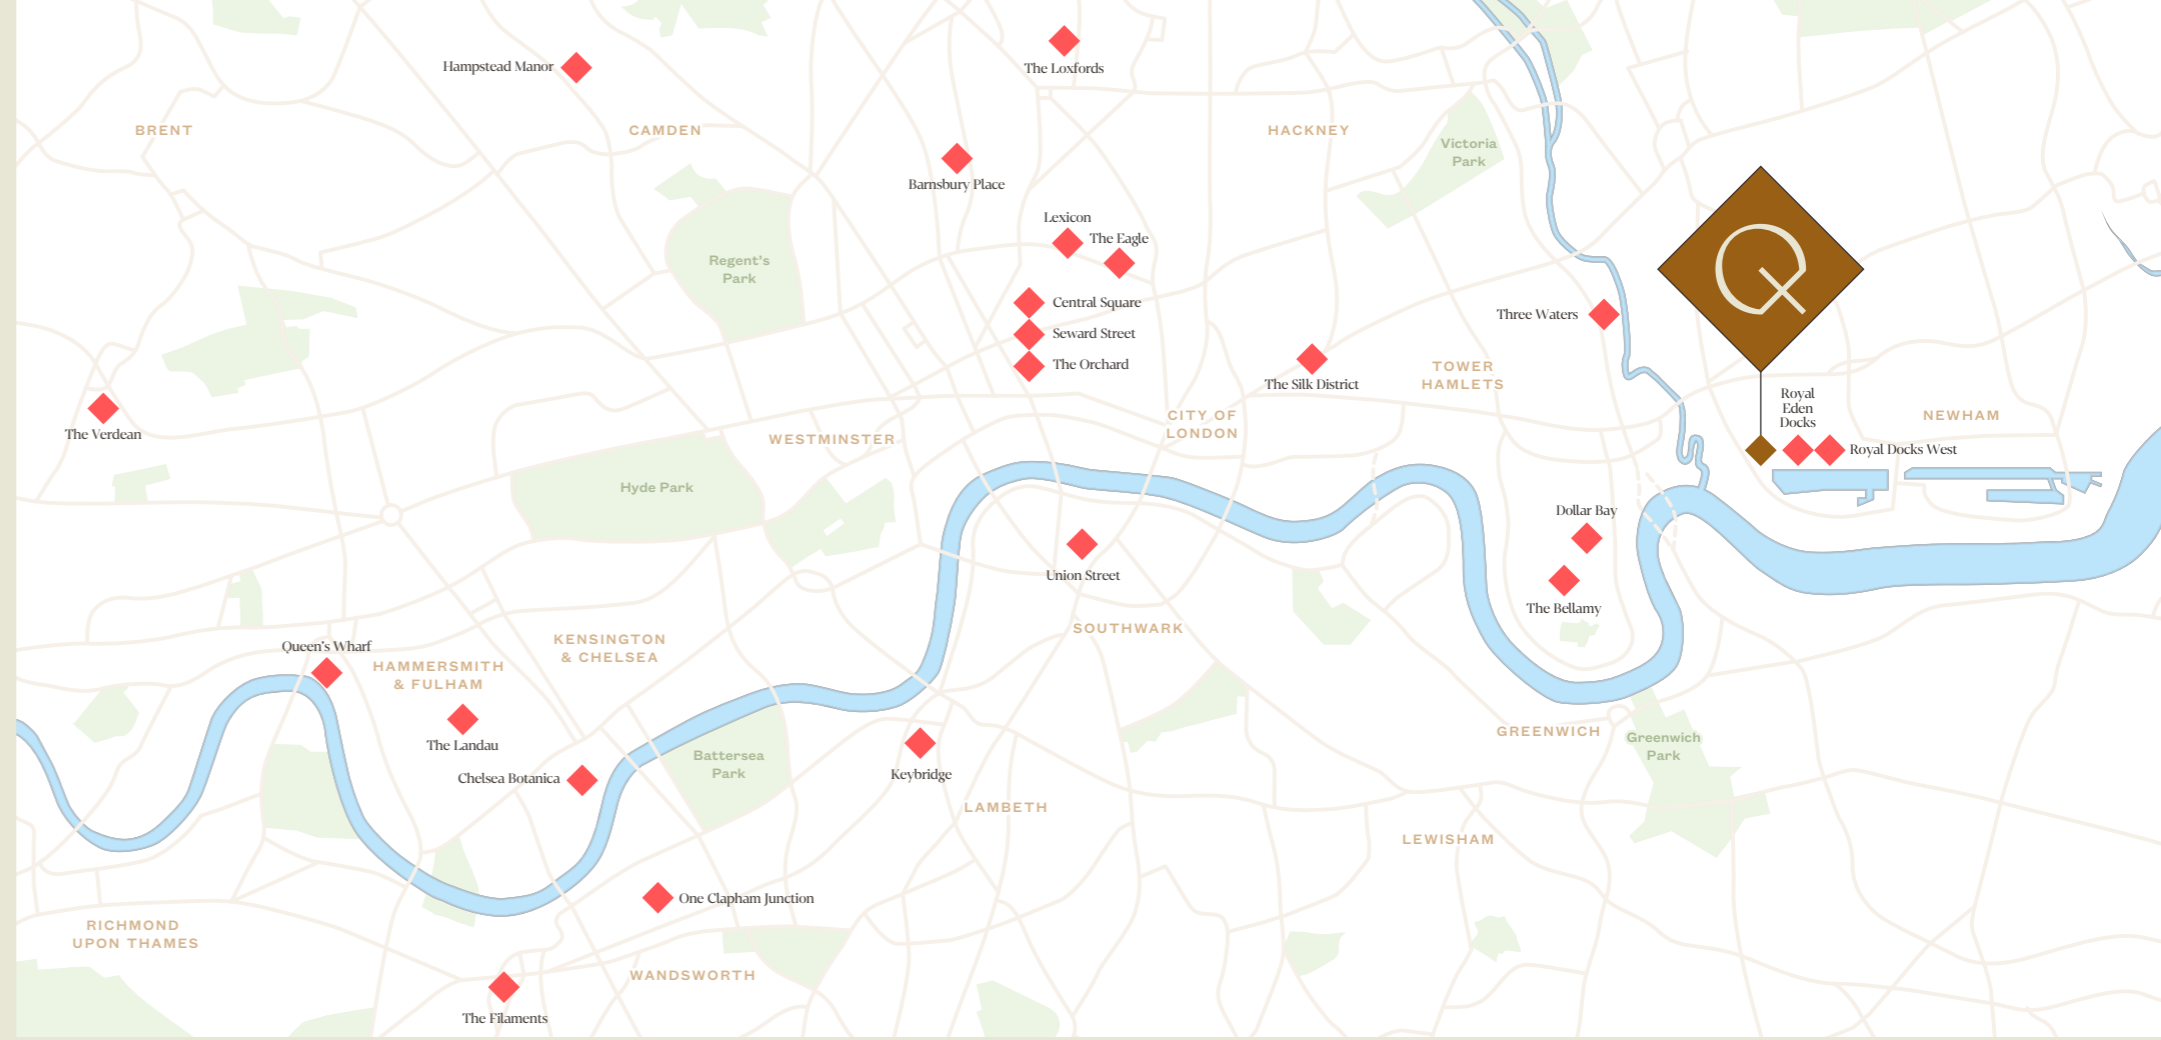 Hampstead Manor
The Loxfords
BRENT
CAMDEN
HACKNEY
Victoria
Park
Barnsbury Place
Lexicon
The Eagle
Regent's
Park
Central Square
Seward Street
The Orchard
Three Waters
Q
The Silk District
TOWER
HAMLETS
Royal
Eden
Docks
The Verdean
WESTMINSTER
CITY OF
LONDON
NEWHAM
Royal Docks West
Hyde Park
Dollar Bay
Union Street
The Bellamy
SOUTHWARK
Queen's Wharf
HAMMERSMITH
& FULHAM
KENSINGTON
& CHELSEA
The Landau
Chelsea Botanica
Battersea
Park
Keybridge
GREENWICH
Greenwich
Park
LAMBETH
LEWISHAM
One Clapham Junction
RICHMOND
UPON THAMES
WANDSWORTH
The Filaments